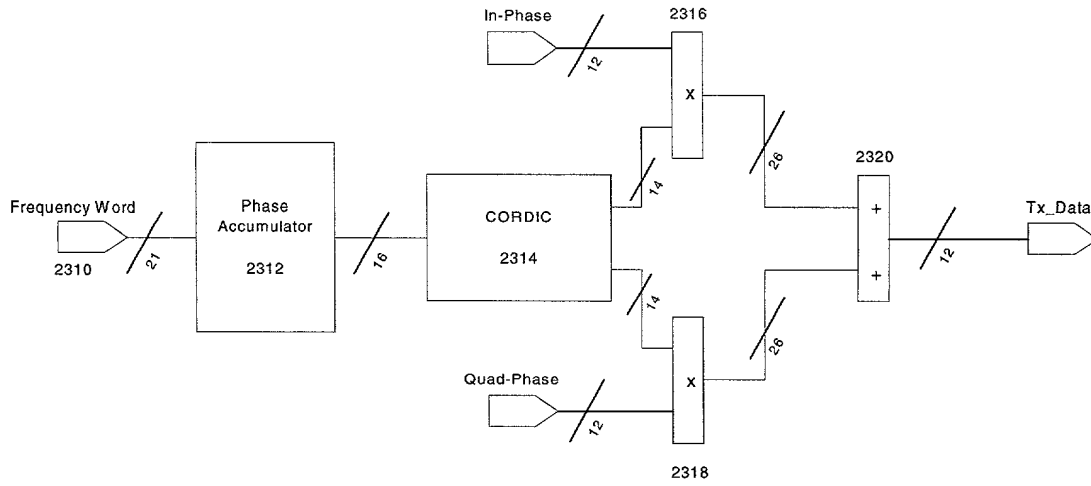 In-Phase
2316
12
X
14
26
2320
Frequency Word
2310
21
Phase
Accumulator
2312
16
CORDIC
2314
+
+
12
Tx_Data
14
26
Quad-Phase
12
X
2318